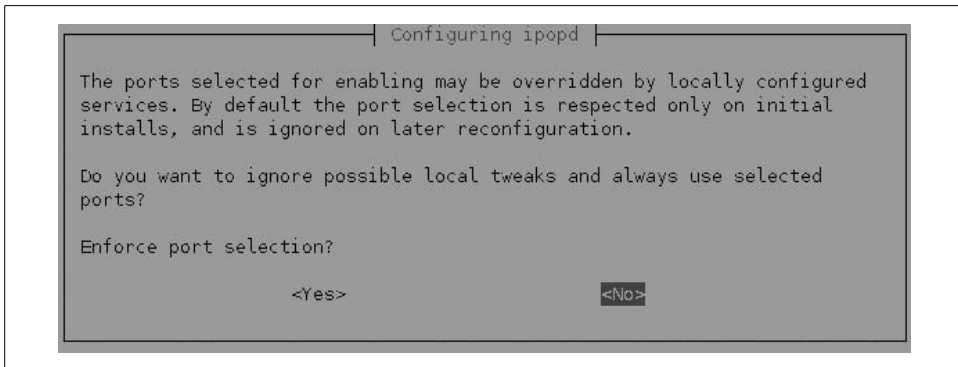 Configuring ipopd
The ports selected for enabling may be overridden by locally configured
services. By default the port selection is respected only on initial
installs, and is ignored on later reconfiguration.
Do you want to ignore possible local tweaks and always use selected
ports?
Enforce port selection?
<Yes> <No>